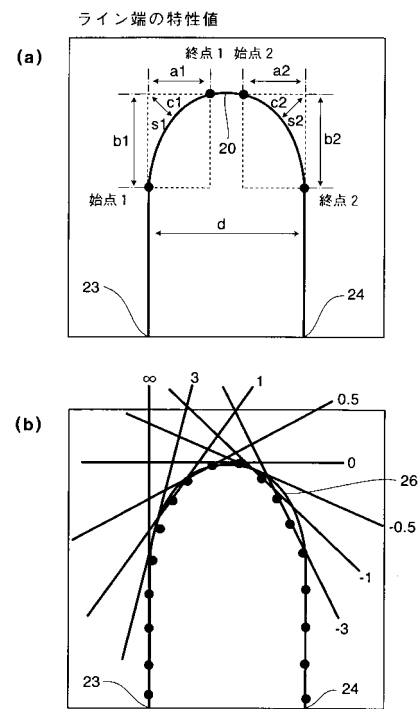 ライン端の特性値
(a)
終点1 始点2
a1 a2
c1 c2
s1 s2
b1 b2
20
始点1 終点2
d
23 24
(b)
∞ 3 1
0.5
0
26
-0.5
-1
-3
23 24